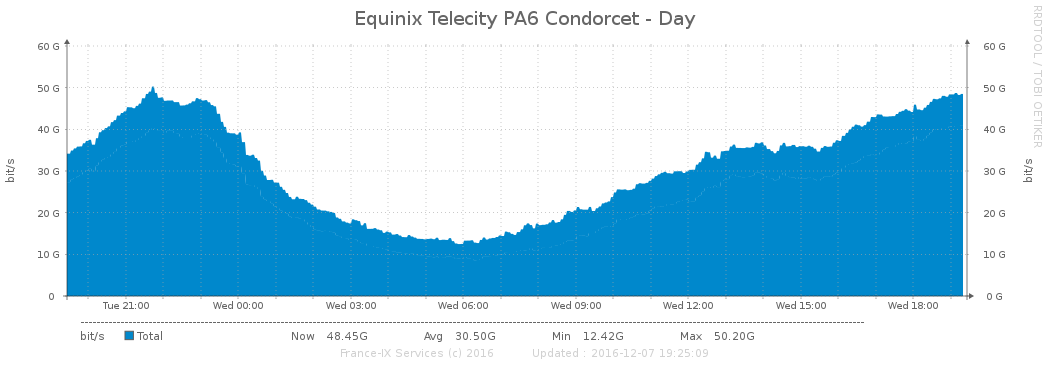 Equinix Telecity PA6 Condorcet - Day
RRDTOOL / TOBI OETIKER
bit/s
60 G
50 G
40 G
30 G
20 G
10 G
0
60 G
50 G
40 G
30 G
20 G
10 G
0 G
bit/s
Tue 21:00 Wed 00:00 Wed 03:00 Wed 06:00 Wed 09:00 Wed 12:00 Wed 15:00 Wed 18:00
bit/s Total Now 48.45G Avg 30.50G Min 12.42G Max 50.20G
France-IX Services (c) 2016 Updated : 2016-12-07 19:25:09